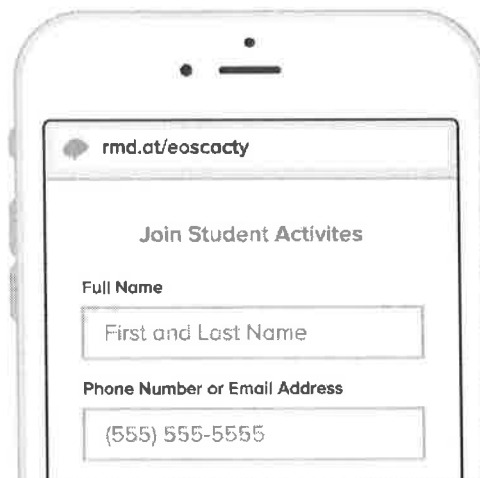 rmd.at/eoscacty
Join Student Activites
Full Name
First and Last Name
Phone Number or Email Address
(555) 555-5555